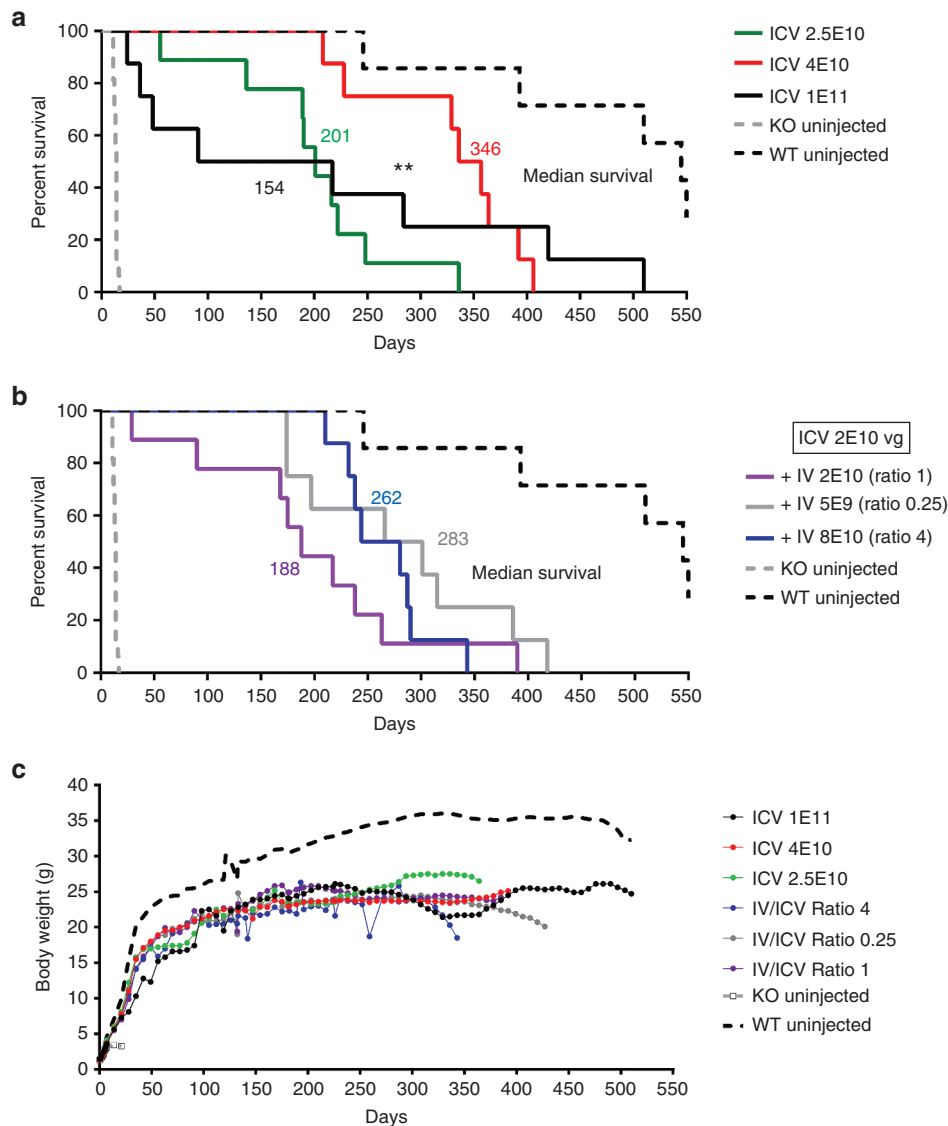 a
Percent survival
100
80
60
40
20
0
201
154
**
346
Median survival
0 50 100 150 200 250 300 350 400 450 500 550
Days
ICV 2.5E10
ICV 4E10
ICV 1E11
KO uninjected
WT uninjected
b
Percent survival
100
80
60
40
20
0
188
262
283
Median survival
0 50 100 150 200 250 300 350 400 450 500 550
Days
ICV 2E10 vg
+ IV 2E10 (ratio 1)
+ IV 5E9 (ratio 0.25)
+ IV 8E10 (ratio 4)
KO uninjected
WT uninjected
c
Body weight (g)
40
35
30
25
20
15
10
5
0
0 50 100 150 200 250 300 350 400 450 500 550
Days
ICV 1E11
ICV 4E10
ICV 2.5E10
IV/ICV Ratio 4
IV/ICV Ratio 0.25
IV/ICV Ratio 1
KO uninjected
WT uninjected